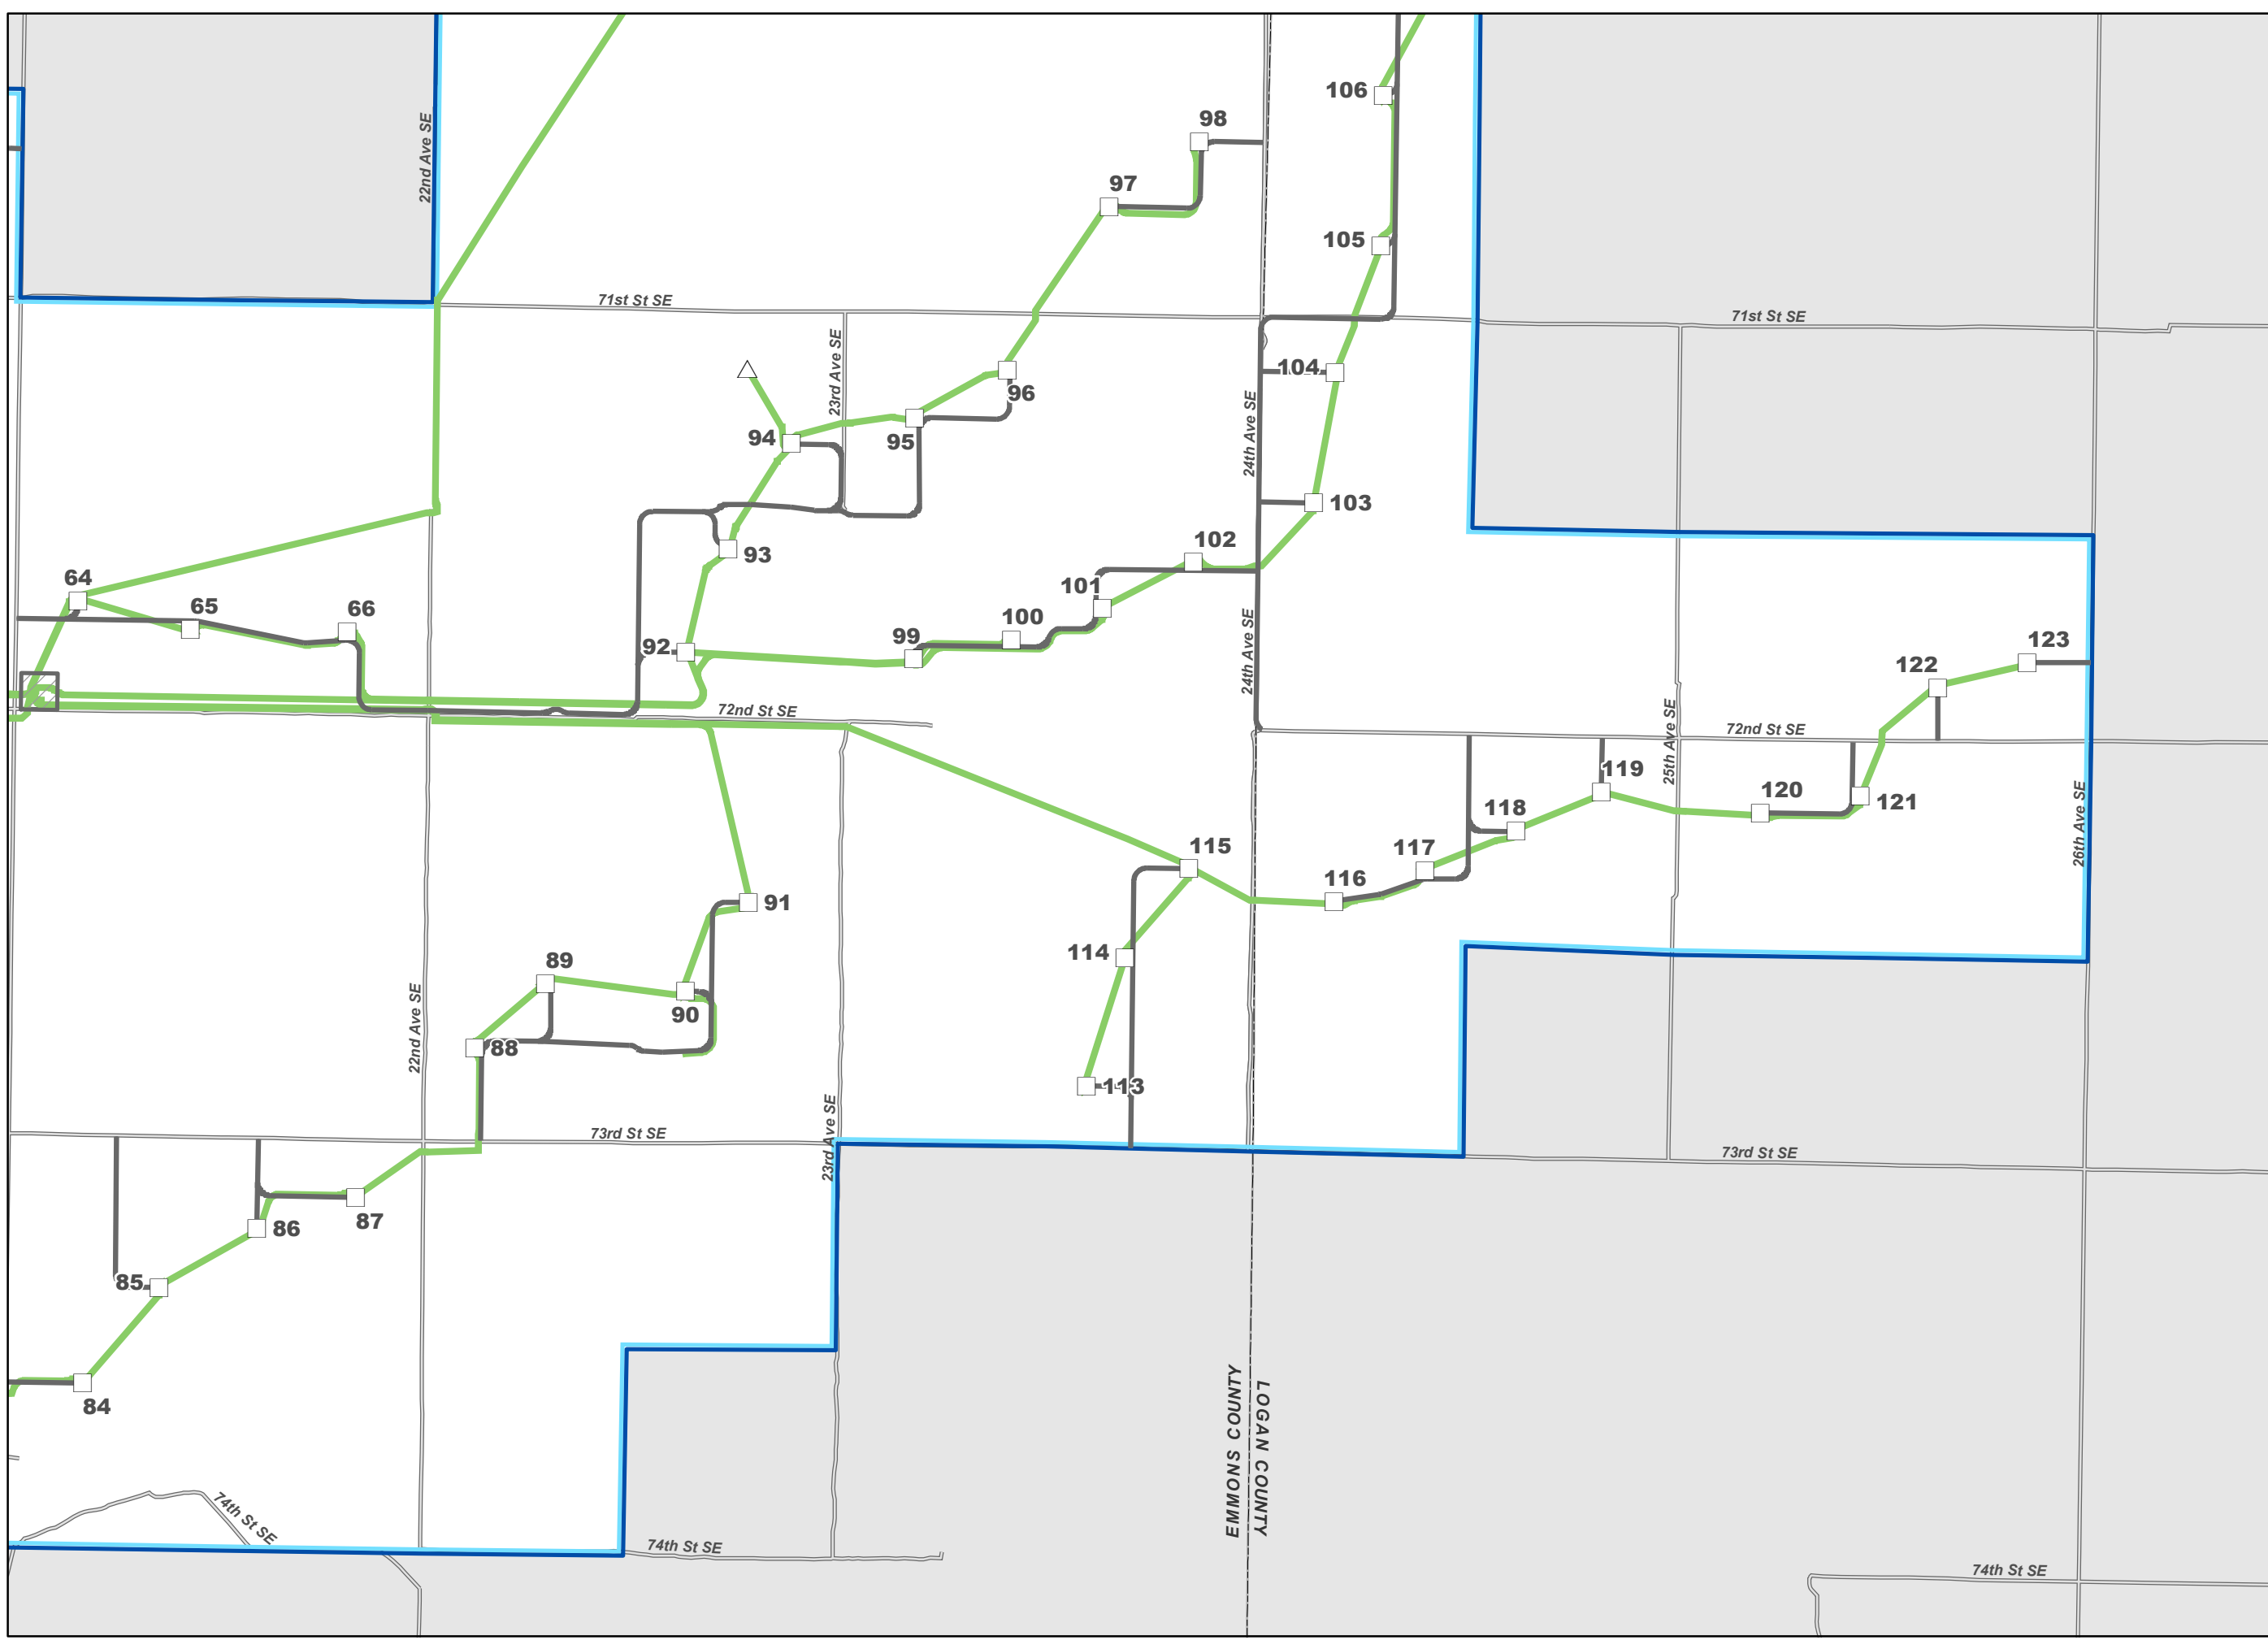 106
98
22nd Ave SE
97
105
71st St SE
71st St SE
23rd Ave SE
104
96
24th Ave SE
94
95
103
102
93
64
101
65
66
100
99
92
24th Ave SE
123
122
72nd St SE
72nd St SE
25th Ave SE
119
120
121
118
26th Ave SE
115
117
116
91
114
89
90
22nd Ave SE
88
113
23rd Ave SE
73rd St SE
73rd St SE
87
86
85
84
EMMONS COUNTY
LOGAN COUNTY
74th St SE
74th St SE
74th St SE